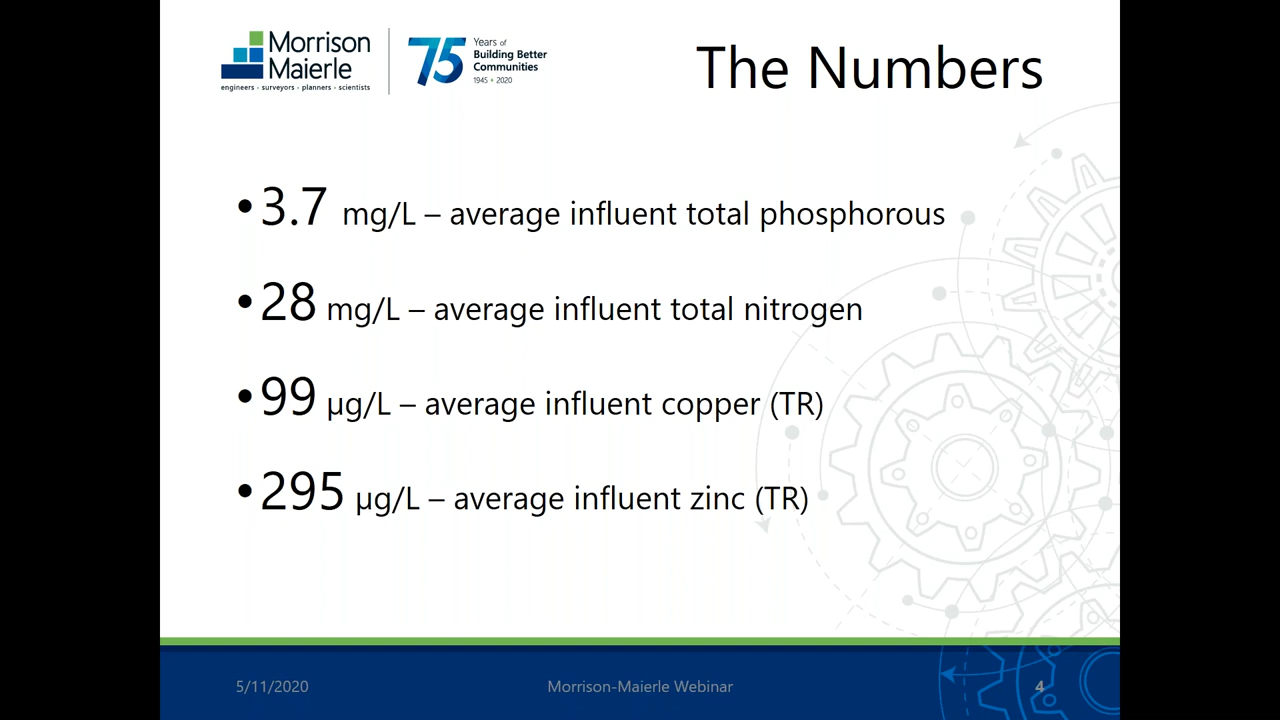 Morrison
Maierle
engineers · surveyors · planners · scientists
75 Years of
Building Better
Communities
1945 • 2020
The Numbers
•3.7 mg/L – average influent total phosphorous
•28 mg/L – average influent total nitrogen
•99 µg/L – average influent copper (TR)
•295 µg/L – average influent zinc (TR)
5/11/2020
Morrison-Maierle Webinar
4